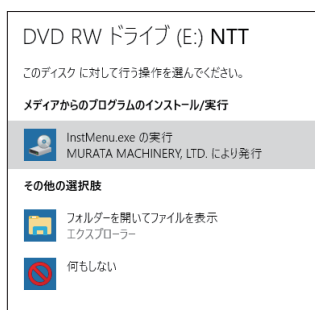 DVD RW ドライブ (E:) NTT
このディスク に対して行う操作を選んでください。
メディアからのプログラムのインストール/実行
InstMenu.exe の実行
MURATA MACHINERY, LTD. により発行
その他の選択肢
フォルダーを開いてファイルを表示
エクスプローラー
何もしない